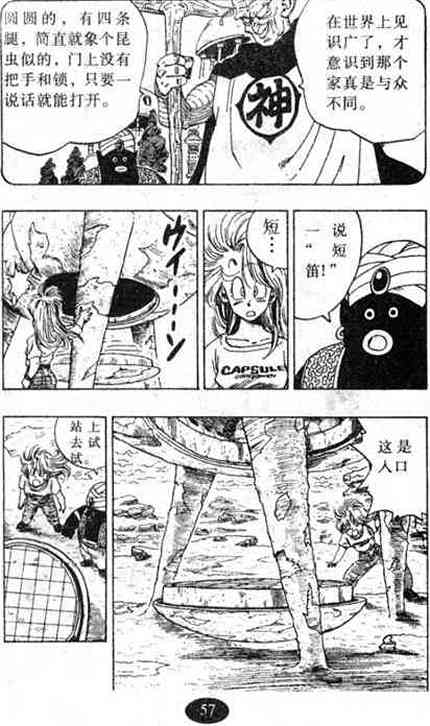 在世界上见
识广了，才
意识到那个
家真是与众
不同。
圆圆的，有四条
腿，简直就象个昆
虫似的，门上没有
把手和锁，只要一
说话就能打开。
神
说一
“短笛!”
短…
CAPSULE
ウイーーーン
这是
人口
站上
去试
试。
57